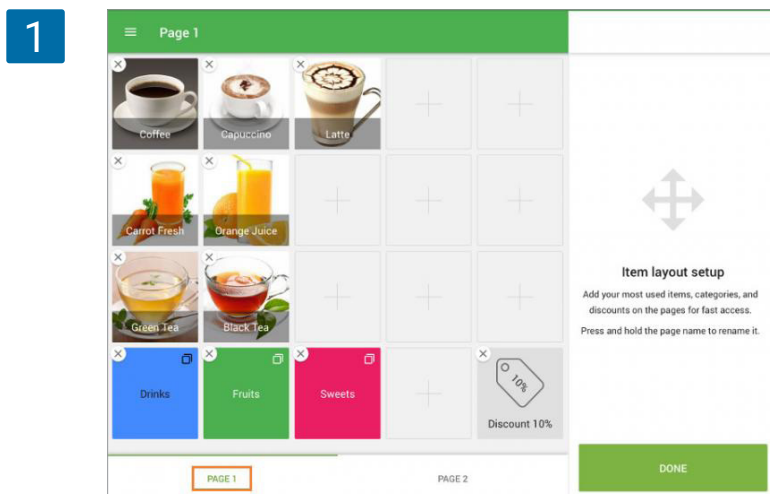 1
Page 1
Coffee
Capuccino
Latte
Carrot Fresh
Orange Juice
Green Tea
Black Tea
Drinks
Fruits
Sweets
10%
Discount 10%
Item layout setup
Add your most used items, categories, and
discounts on the pages for fast access.
Press and hold the page name to rename it.
PAGE 1
PAGE 2
DONE